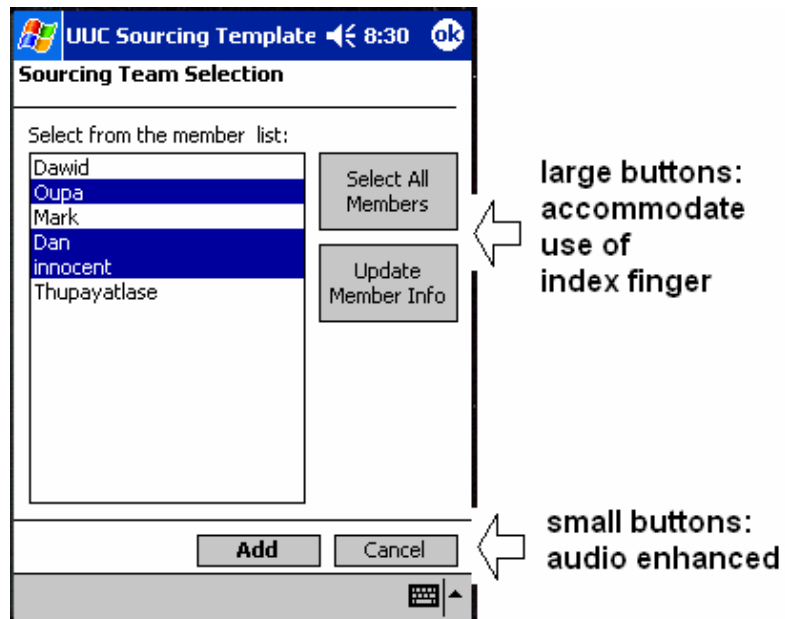 UUC Sourcing Template 8:30 ok
Sourcing Team Selection
Select from the member list:
Dawid
Oupa
Mark
Dan
innocent
Thupayatlase
Select All
Members
Update
Member Info
large buttons:
accommodate
use of
index finger
Add Cancel
small buttons:
audio enhanced